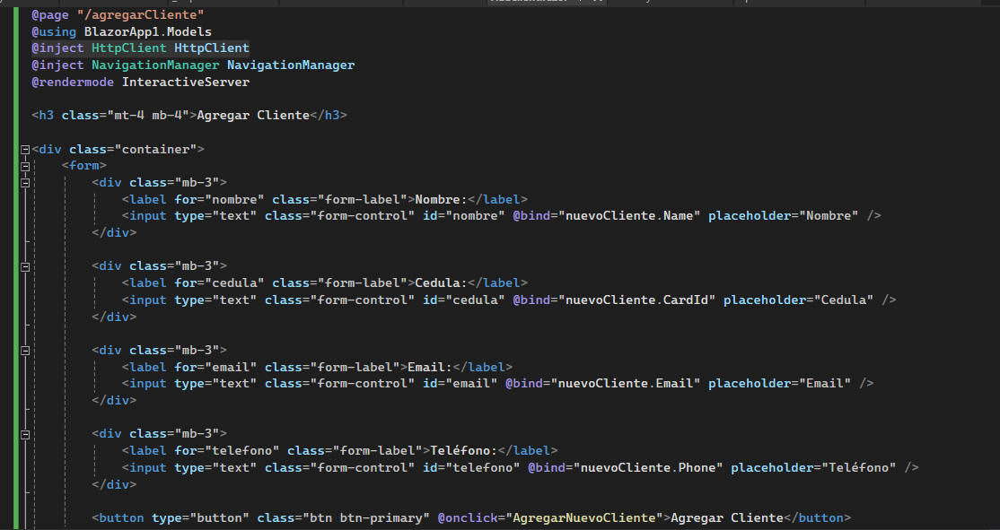 @page "/agregarCliente"
@using BlazorApp1.Models
@inject HttpClient HttpClient
@inject NavigationManager NavigationManager
@rendermode InteractiveServer
<h3 class="mt-4 mb-4">Agregar Cliente</h3>
<div class="container">
<form>
<div class="mb-3">
<label for="nombre" class="form-label">Nombre:</label>
<input type="text" class="form-control" id="nombre" @bind="nuevoCliente.Name" placeholder="Nombre" />
</div>
<div class="mb-3">
<label for="cedula" class="form-label">Cedula:</label>
<input type="text" class="form-control" id="cedula" @bind="nuevoCliente.CardId" placeholder="Cedula" />
</div>
<div class="mb-3">
<label for="email" class="form-label">Email:</label>
<input type="text" class="form-control" id="email" @bind="nuevoCliente.Email" placeholder="Email" />
</div>
<div class="mb-3">
<label for="telefono" class="form-label">Teléfono:</label>
<input type="text" class="form-control" id="telefono" @bind="nuevoCliente.Phone" placeholder="Teléfono" />
</div>
<button type="button" class="btn btn-primary" @onclick="AgregarNuevoCliente">Agregar Cliente</button>